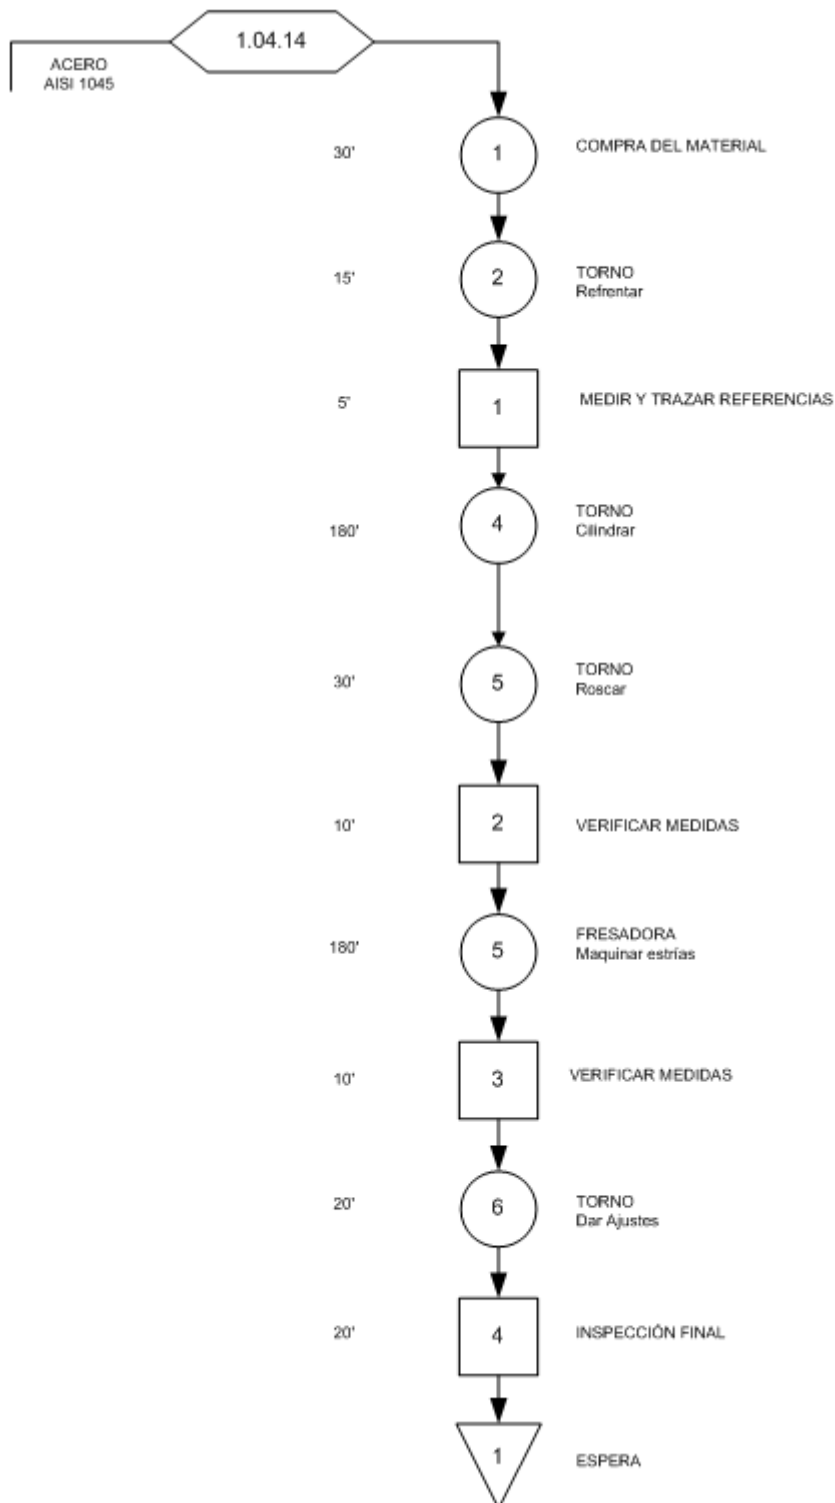 1.04.14
ACERO
AISI 1045
30'
1
COMPRA DEL MATERIAL
15'
2
TORNO
Refrentar
5'
1
MEDIR Y TRAZAR REFERENCIAS
180'
4
TORNO
Cilindrar
30'
5
TORNO
Roscar
10'
2
VERIFICAR MEDIDAS
180'
5
FRESADORA
Maquinar estrías
10'
3
VERIFICAR MEDIDAS
20'
6
TORNO
Dar Ajustes
20'
4
INSPECCIÓN FINAL
1
ESPERA